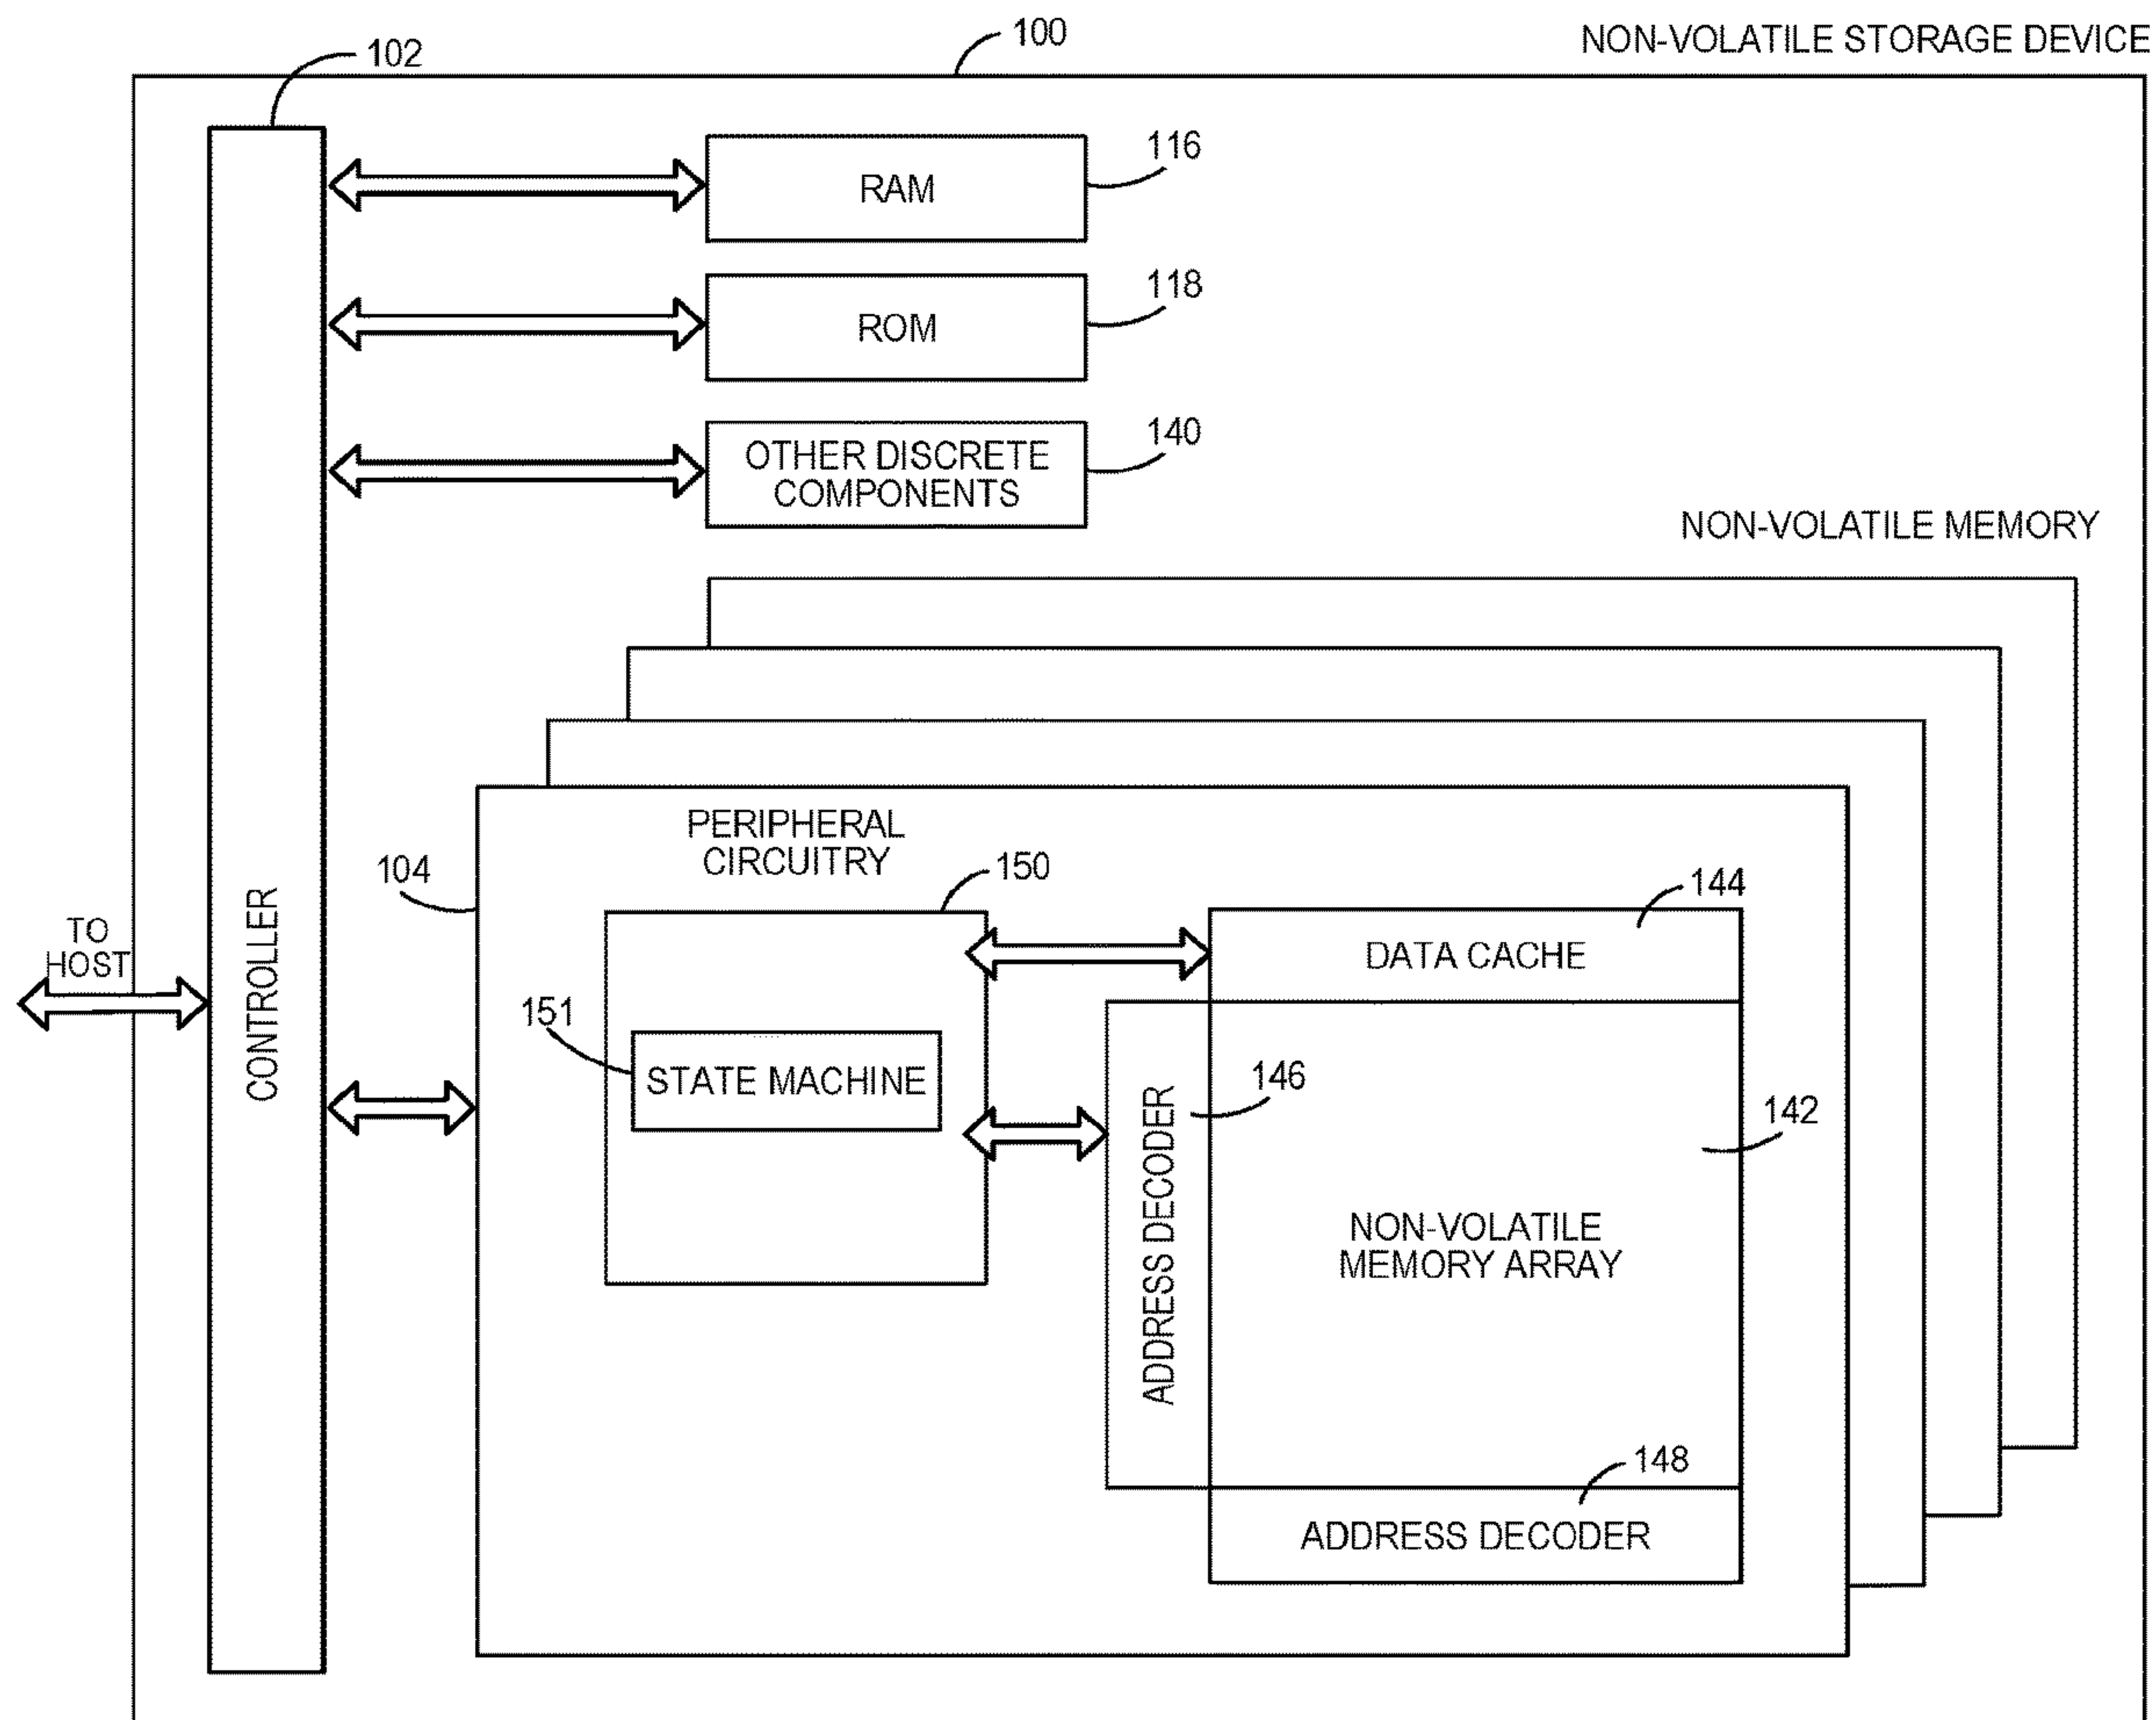 100
NON-VOLATILE STORAGE DEVICE
102
116
RAM
118
ROM
140
OTHER DISCRETE
COMPONENTS
NON-VOLATILE MEMORY
PERIPHERAL
CIRCUITRY
104
150
144
DATA CACHE
TO
HOST
CONTROLLER
151
STATE MACHINE
ADDRESS DECODER
146
142
NON-VOLATILE
MEMORY ARRAY
148
ADDRESS DECODER